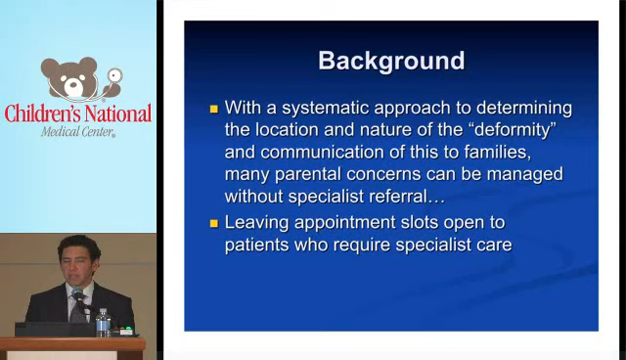 Children's National
Medical Center®
Background
With a systematic approach to determining
the location and nature of the “deformity”
and communication of this to families,
many parental concerns can be managed
without specialist referral…
Leaving appointment slots open to
patients who require specialist care